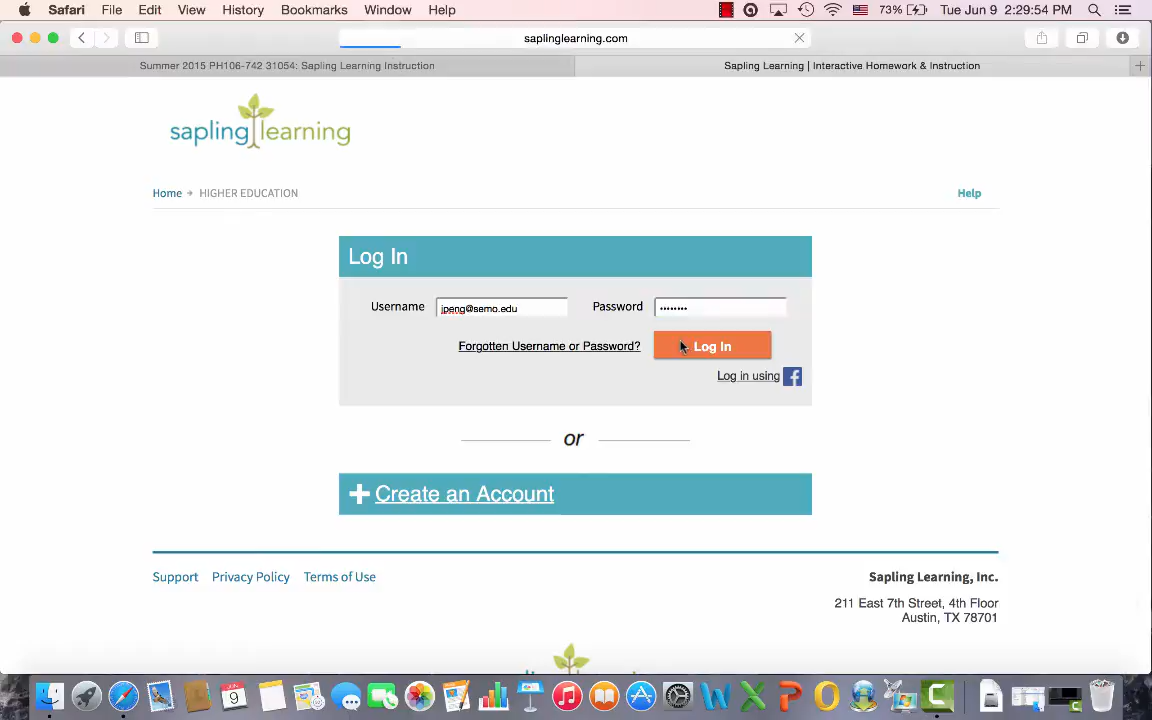 Safari File Edit View History Bookmarks Window Help 73% Tue Jun 9 2:29:54 PM
saplinglearning.com
Summer 2015 PH106-742 31054: Sapling Learning Instruction
Sapling Learning | Interactive Homework & Instruction
sapling learning
Home HIGHER EDUCATION Help
Log In
Username jpeng@semo.edu Password ••••••••
Forgotten Username or Password? Log In
Log in using f
or
Create an Account
Support Privacy Policy Terms of Use
Sapling Learning, Inc.
211 East 7th Street, 4th Floor
Austin, TX 78701